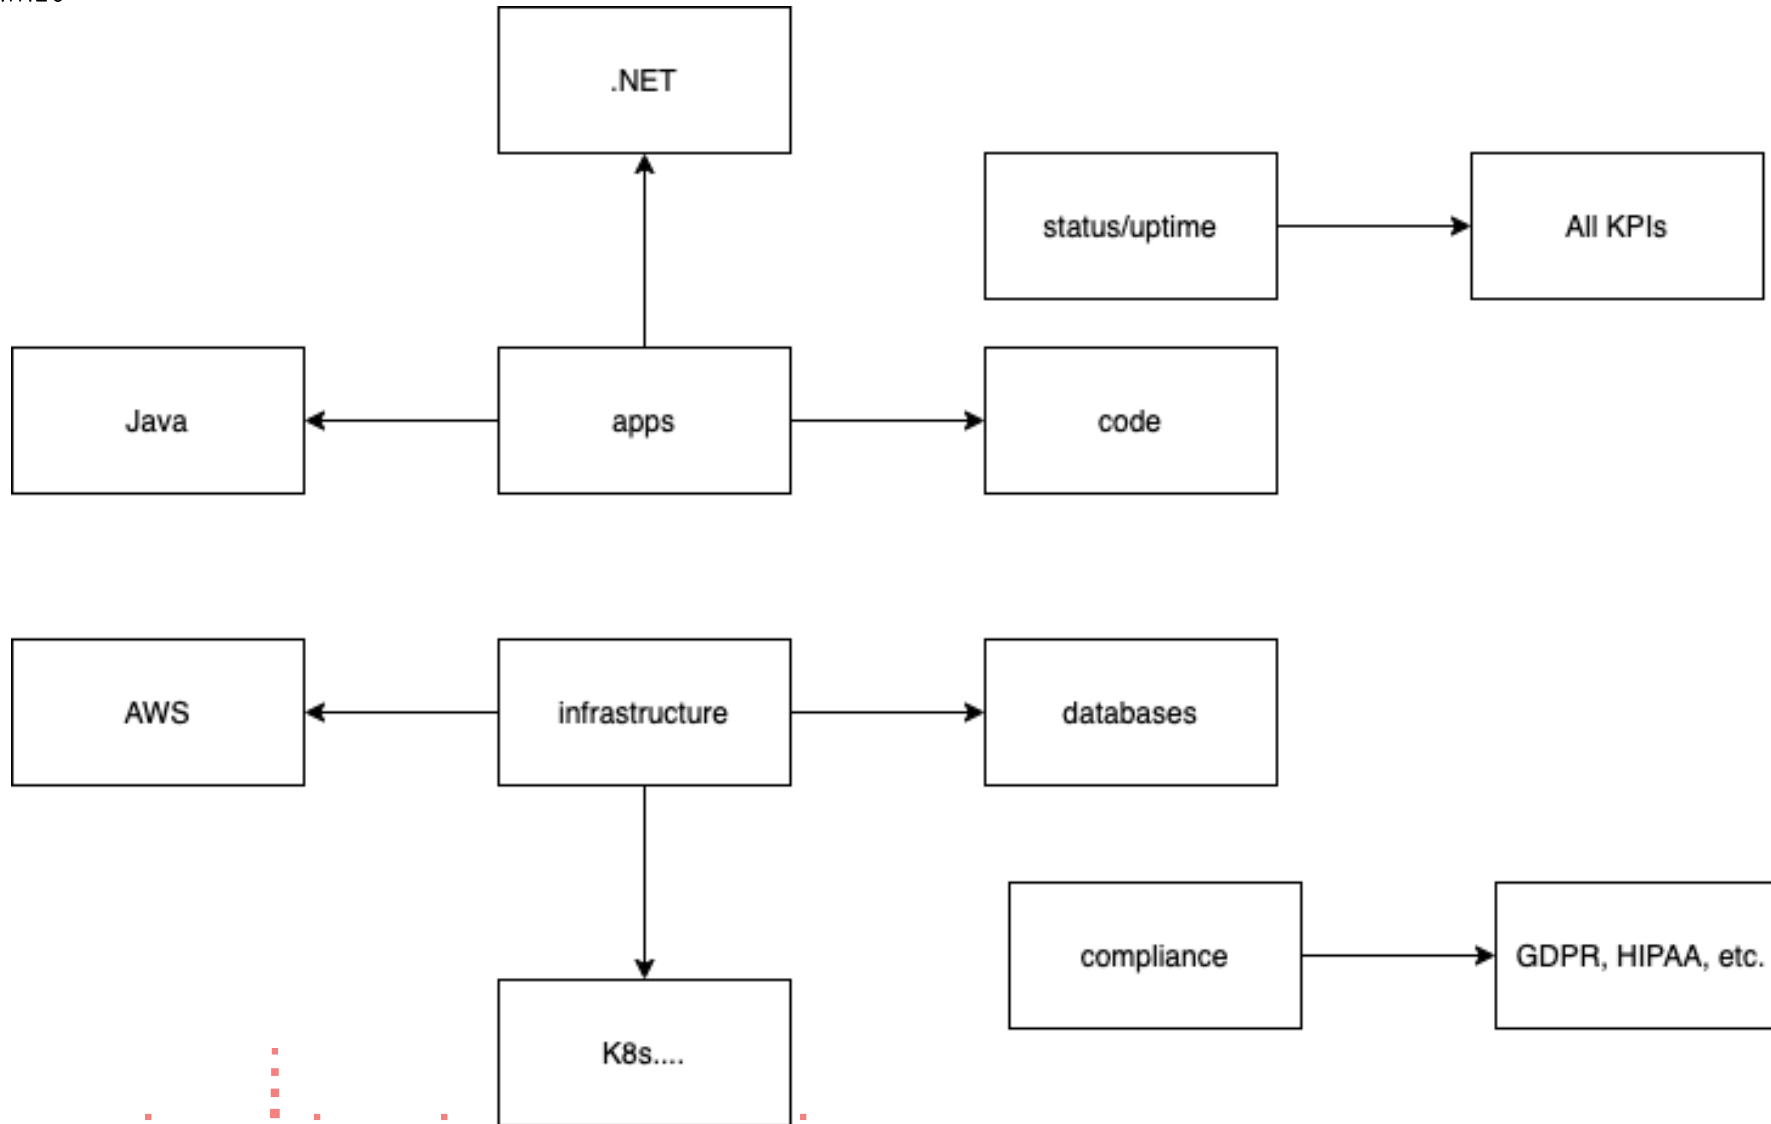 .NET
status/uptime
All KPIs
Java
apps
code
AWS
infrastructure
databases
compliance
GDPR, HIPAA, etc.
K8s....